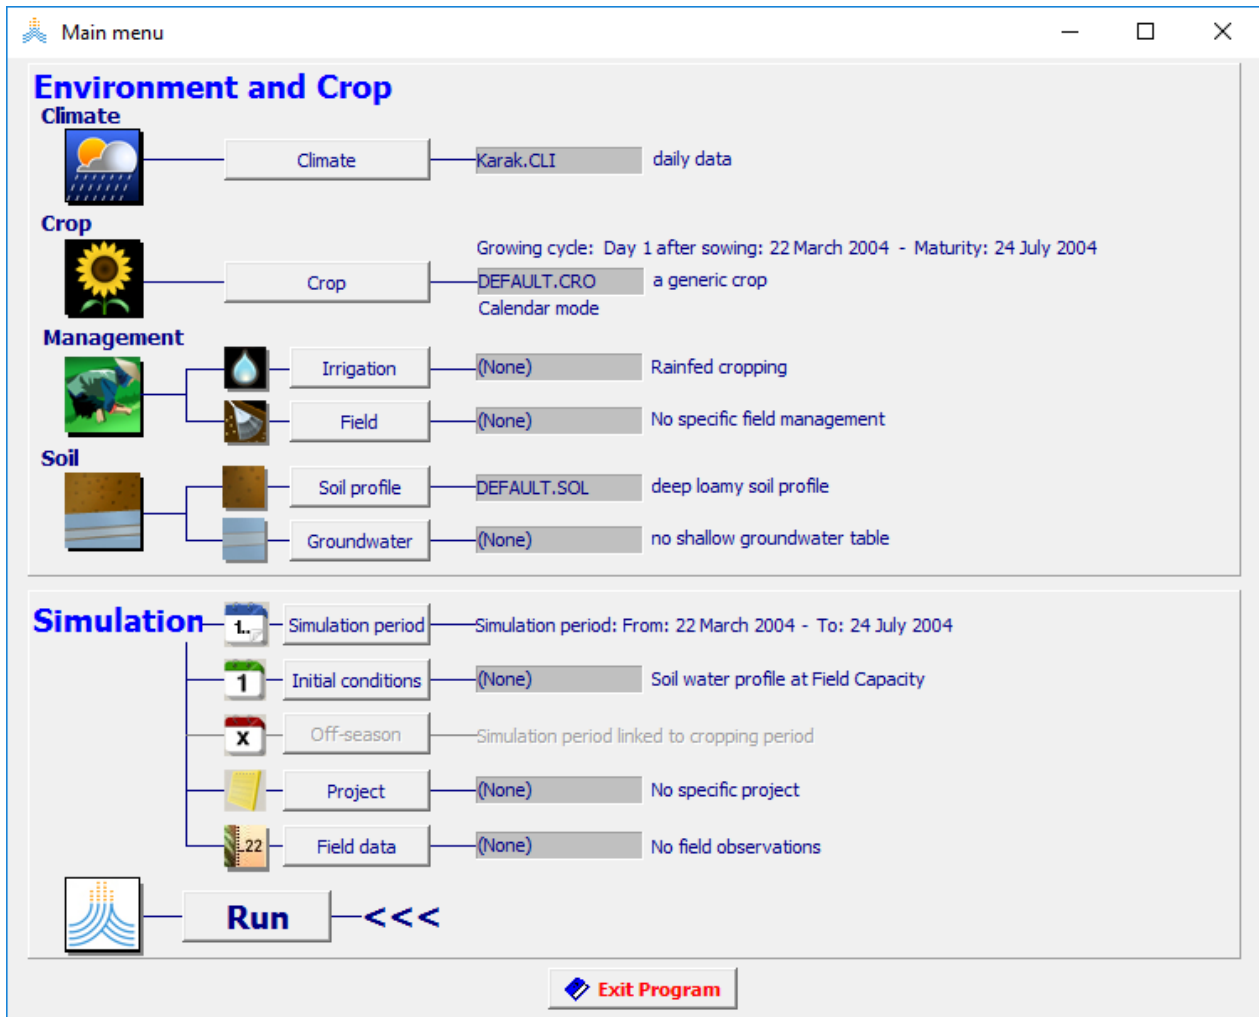 Main menu
Environment and Crop
Climate
Climate Karak.CLI daily data
Crop
Growing cycle: Day 1 after sowing: 22 March 2004 - Maturity: 24 July 2004
Crop DEFAULT.CRO a generic crop
Calendar mode
Management
Irrigation (None) Rainfed cropping
Field (None) No specific field management
Soil
Soil profile DEFAULT.SOL deep loamy soil profile
Groundwater (None) no shallow groundwater table
Simulation 1.. Simulation period Simulation period: From: 22 March 2004 - To: 24 July 2004
1 Initial conditions (None) Soil water profile at Field Capacity
X Off-season Simulation period linked to cropping period
Project (None) No specific project
..22 Field data (None) No field observations
Run <<<
Exit Program